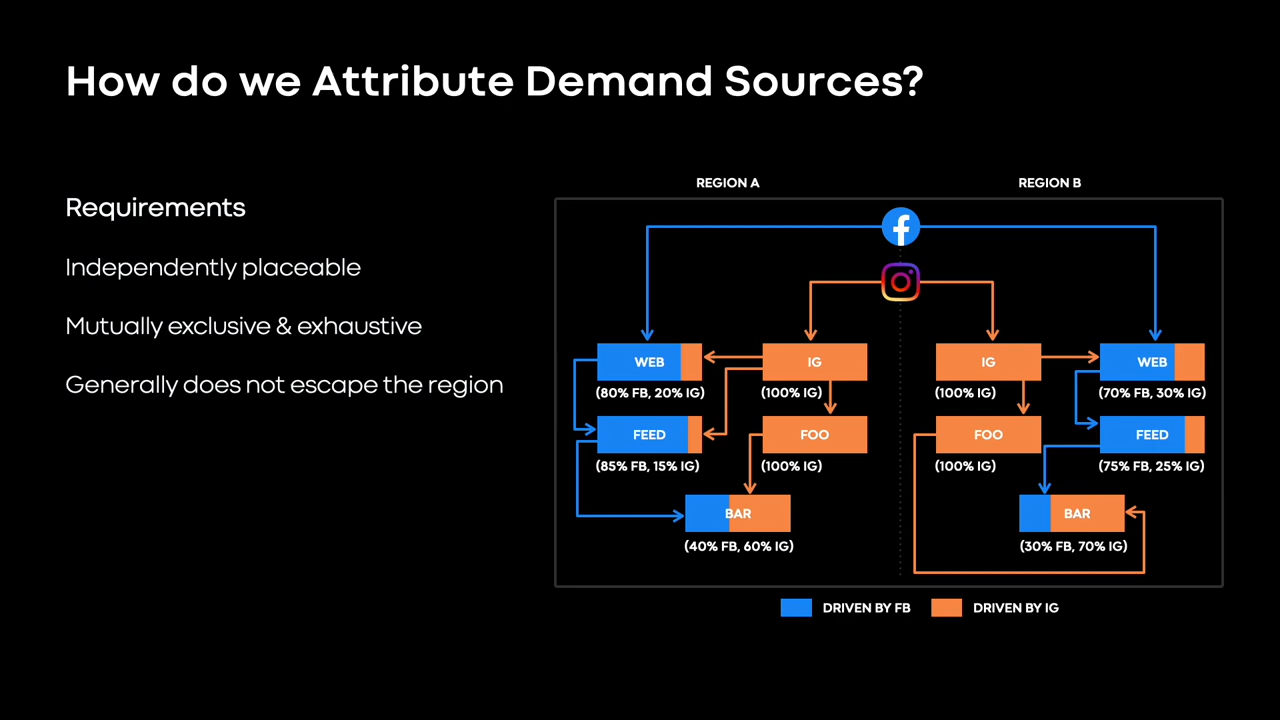 How do we Attribute Demand Sources?
Requirements
Independently placeable
Mutually exclusive & exhaustive
Generally does not escape the region
REGION A
REGION B
WEB
(80% FB, 20% IG)
IG
(100% IG)
FEED
(85% FB, 15% IG)
FOO
(100% IG)
BAR
(40% FB, 60% IG)
IG
(100% IG)
WEB
(70% FB, 30% IG)
FOO
(100% IG)
FEED
(75% FB, 25% IG)
BAR
(30% FB, 70% IG)
DRIVEN BY FB
DRIVEN BY IG